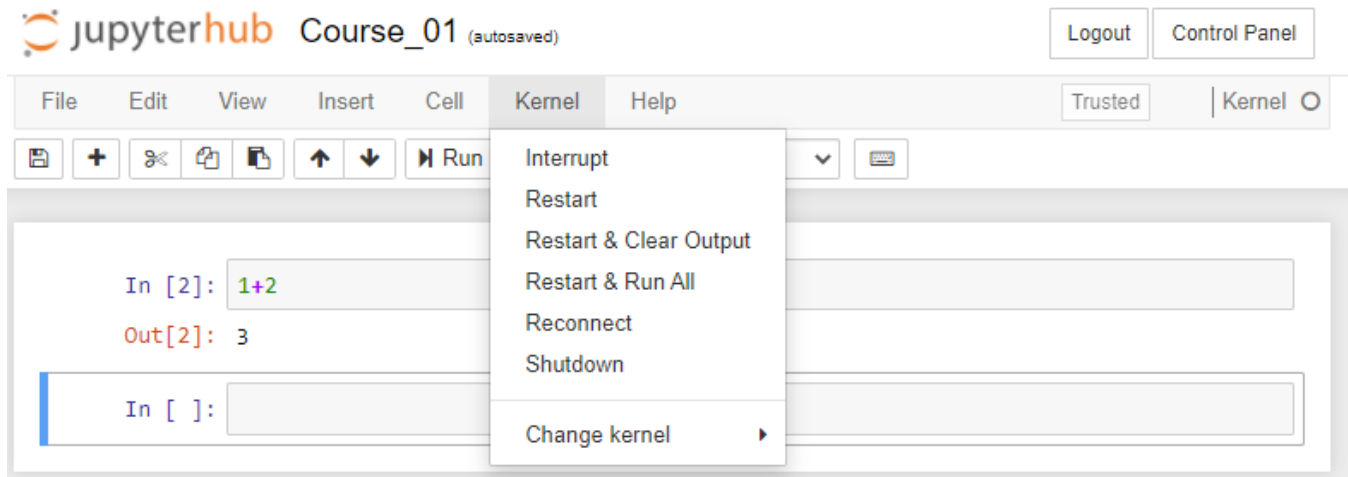 jupyterhub Course_01 (autosaved) Logout Control Panel
File Edit View Insert Cell Kernel Help Trusted Kernel
Run
Interrupt
Restart
Restart & Clear Output
Restart & Run All
Reconnect
Shutdown
Change kernel
In [2]: 1+2
Out[2]: 3
In [ ]: